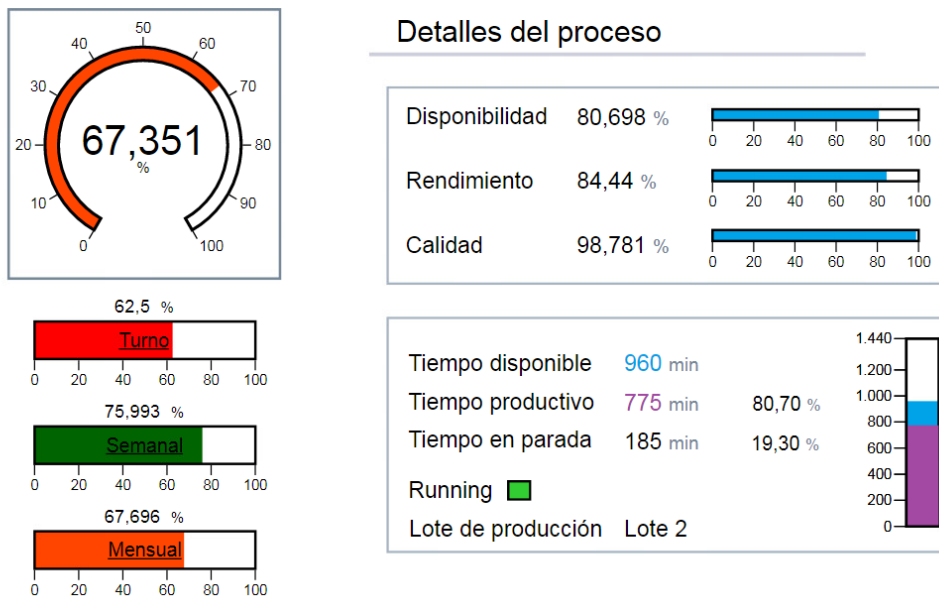 Detalles del proceso
50
40 60
30 70
67,351
%
20 80
10 90
0 100
Disponibilidad 80,698 %
0 20 40 60 80 100
Rendimiento 84,44 %
0 20 40 60 80 100
Calidad 98,781 %
0 20 40 60 80 100
62,5 %
Turno
0 20 40 60 80 100
75,993 %
Semanal
0 20 40 60 80 100
67,696 %
Mensual
0 20 40 60 80 100
Tiempo disponible 960 min
Tiempo productivo 775 min 80,70 %
Tiempo en parada 185 min 19,30 %
Running
Lote de producción Lote 2
1.440
1.200
1.000
800
600
400
200
0